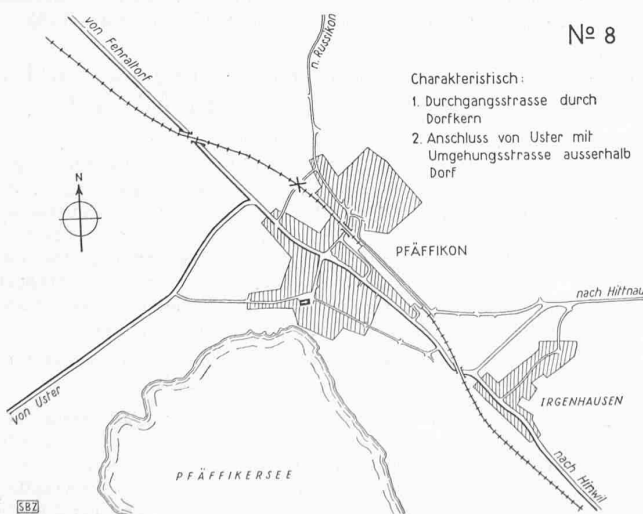 Nº 8
von Fehraltorf
n. Russikon
Charakteristisch:
1. Durchgangsstrasse durch
Dorfkern
2. Anschluss von Uster mit
Umgehungsstrasse ausserhalb
Dorf
N
PFÄFFIKON
nach Hittnau
von Uster
IRGENHAUSEN
PFÄFFIKERSEE
nach Hinwil
SBZ